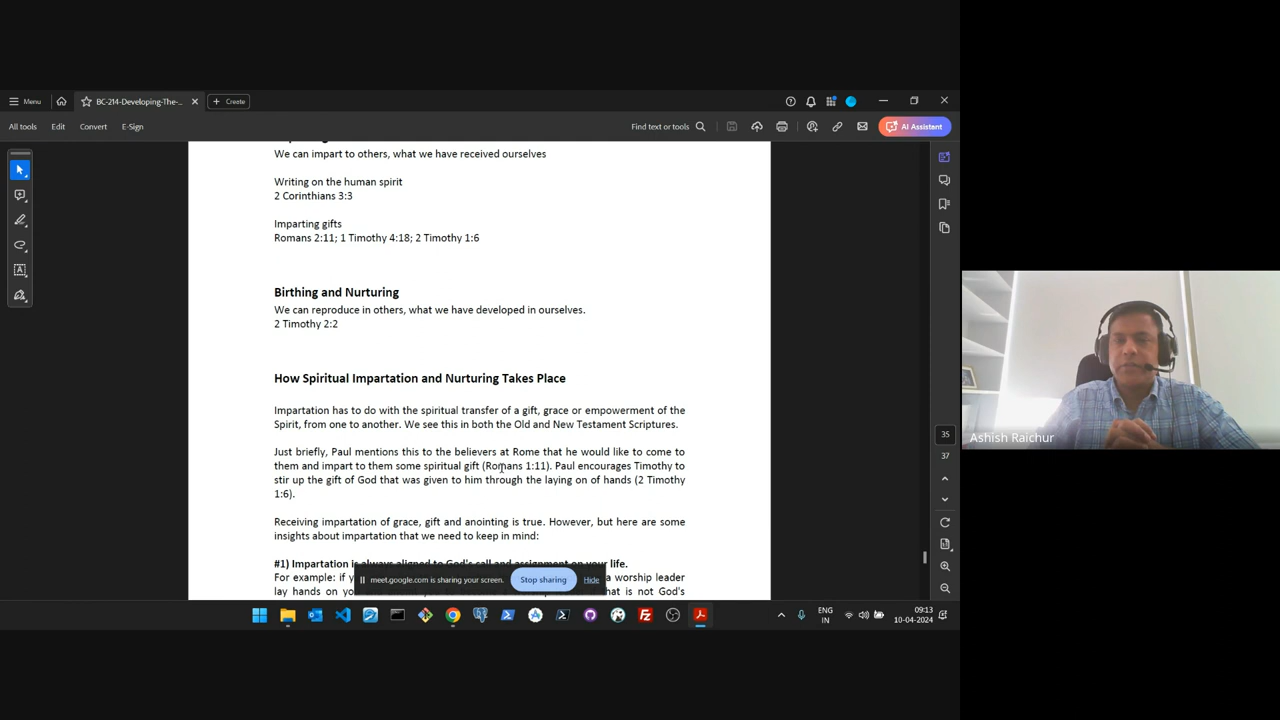 Menu
BC-214-Developing-The-...
Create
All tools
Edit
Convert
E-Sign
Find text or tools
AI Assistant
We can impart to others, what we have received ourselves
Writing on the human spirit
2 Corinthians 3:3
Imparting gifts
Romans 2:11; 1 Timothy 4:18; 2 Timothy 1:6
Birthing and Nurturing
We can reproduce in others, what we have developed in ourselves.
2 Timothy 2:2
How Spiritual Impartation and Nurturing Takes Place
Impartation has to do with the spiritual transfer of a gift, grace or empowerment of the
Spirit, from one to another. We see this in both the Old and New Testament Scriptures.
Just briefly, Paul mentions this to the believers at Rome that he would like to come to
them and impart to them some spiritual gift (Romans 1:11). Paul encourages Timothy to
stir up the gift of God that was given to him through the laying on of hands (2 Timothy
1:6).
Receiving impartation of grace, gift and anointing is true. However, but here are some
insights about impartation that we need to keep in mind:
#1) Impartation is always aligned to God's call and assignment on your life.
For example: if y
a worship leader
lay hands on yo
hat is not God's
meet.google.com is sharing your screen.
Stop sharing
Hide
35
37
ENG
IN
09:13
10-04-2024
Ashish Raichur